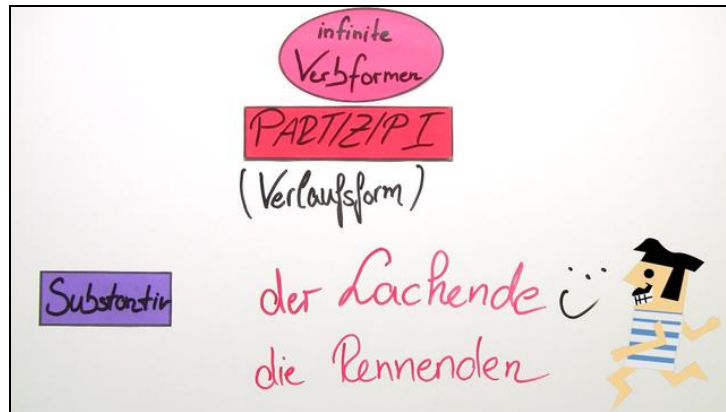 infinite
Verbformen
PARTIZIP I
(Verlaufsform)
Substantiv
der Lachende
die Rennenden